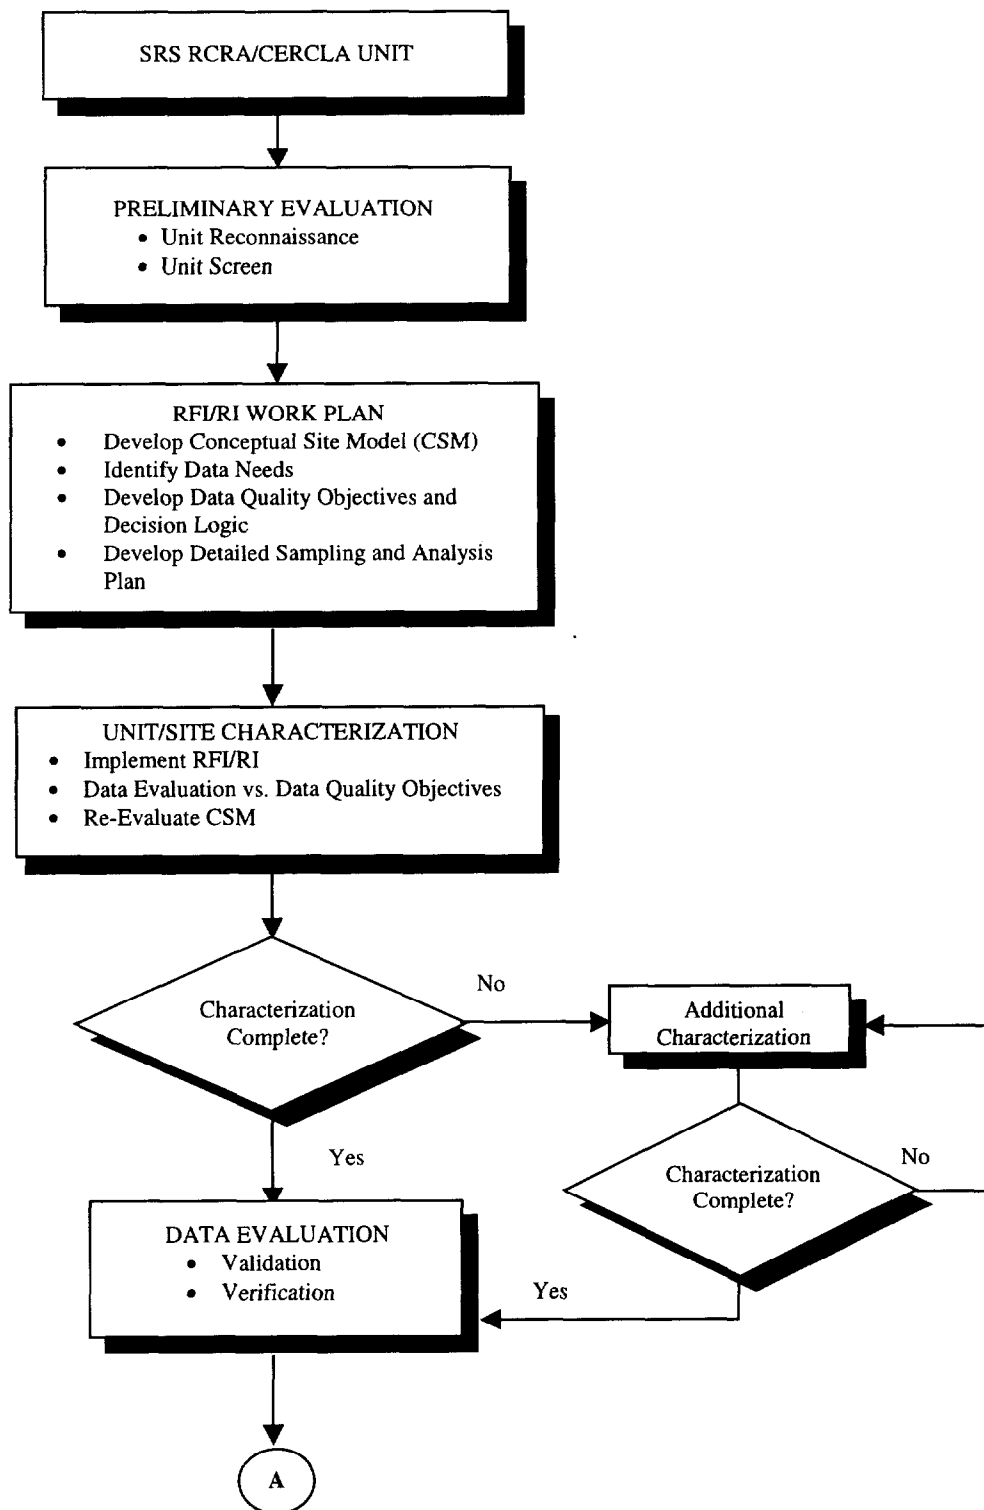 SRS RCRA/CERCLA UNIT
PRELIMINARY EVALUATION
• Unit Reconnaissance
• Unit Screen
RFI/RI WORK PLAN
• Develop Conceptual Site Model (CSM)
• Identify Data Needs
• Develop Data Quality Objectives and
Decision Logic
• Develop Detailed Sampling and Analysis
Plan
UNIT/SITE CHARACTERIZATION
• Implement RFI/RI
• Data Evaluation vs. Data Quality Objectives
• Re-Evaluate CSM
Characterization
Complete?
No
Additional
Characterization
Yes
Characterization
Complete?
No
DATA EVALUATION
• Validation
• Verification
Yes
A